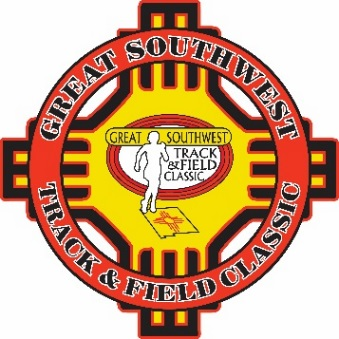 GREAT SOUTHWEST
GREAT SOUTHWEST
TRACK
&FIELD
CLASSIC
TRACK & FIELD CLASSIC